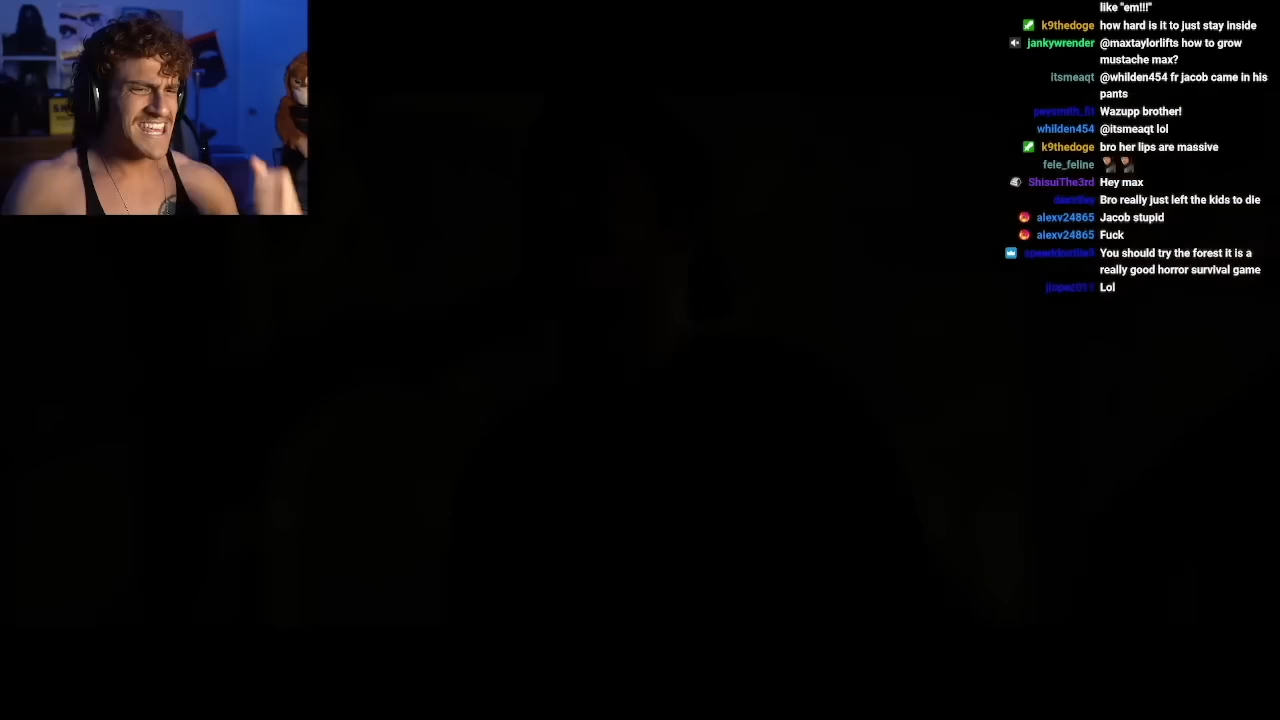 like "em!!!"
k9thedoge how hard is it to just stay inside
jankywrender @maxtaylorlifts how to grow
mustache max?
itsmeaqt @whilden454 fr jacob came in his
pants
Wazupp brother!
whilden454 @itsmeaqt lol
k9thedoge bro her lips are massive
fele_feline
ShisuiThe3rd Hey max
Bro really just left the kids to die
alexv24865 Jacob stupid
alexv24865 Fuck
You should try the forest it is a
really good horror survival game
Lol